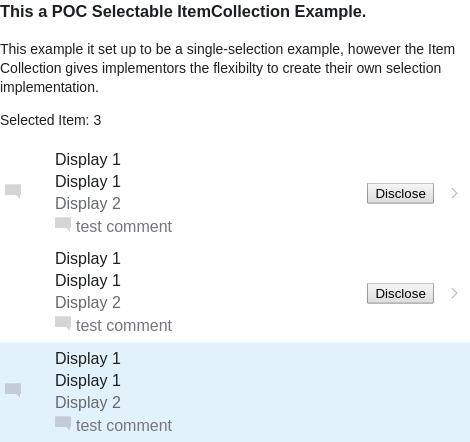 This a POC Selectable ItemCollection Example.
This example it set up to be a single-selection example, however the Item
Collection gives implementors the flexibilty to create their own selection
implementation.
Selected Item: 3
Display 1
Display 1
Display 2
test comment
Disclose
Display 1
Display 1
Display 2
test comment
Disclose
Display 1
Display 1
Display 2
test comment